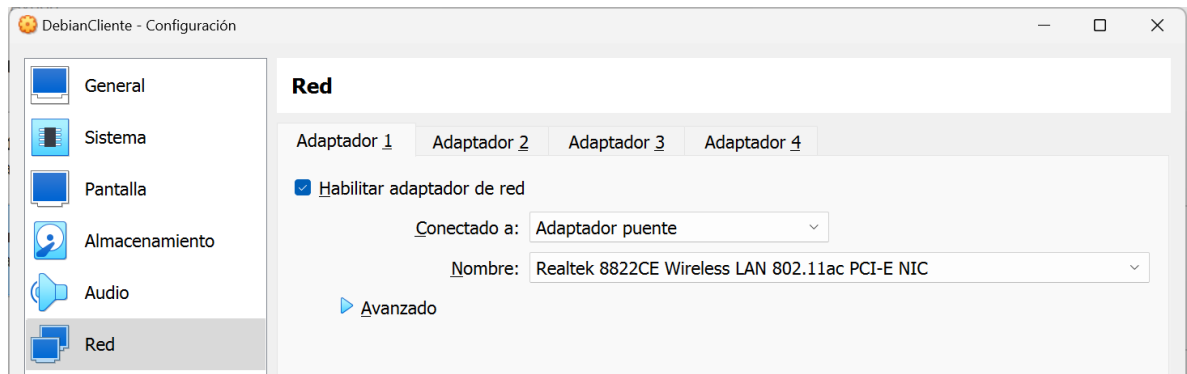 DebianCliente - Configuración
General
Sistema
Pantalla
Almacenamiento
Audio
Red
Red
Adaptador 1
Adaptador 2
Adaptador 3
Adaptador 4
Habilitar adaptador de red
Conectado a: Adaptador puente
Nombre: Realtek 8822CE Wireless LAN 802.11ac PCI-E NIC
Avanzado